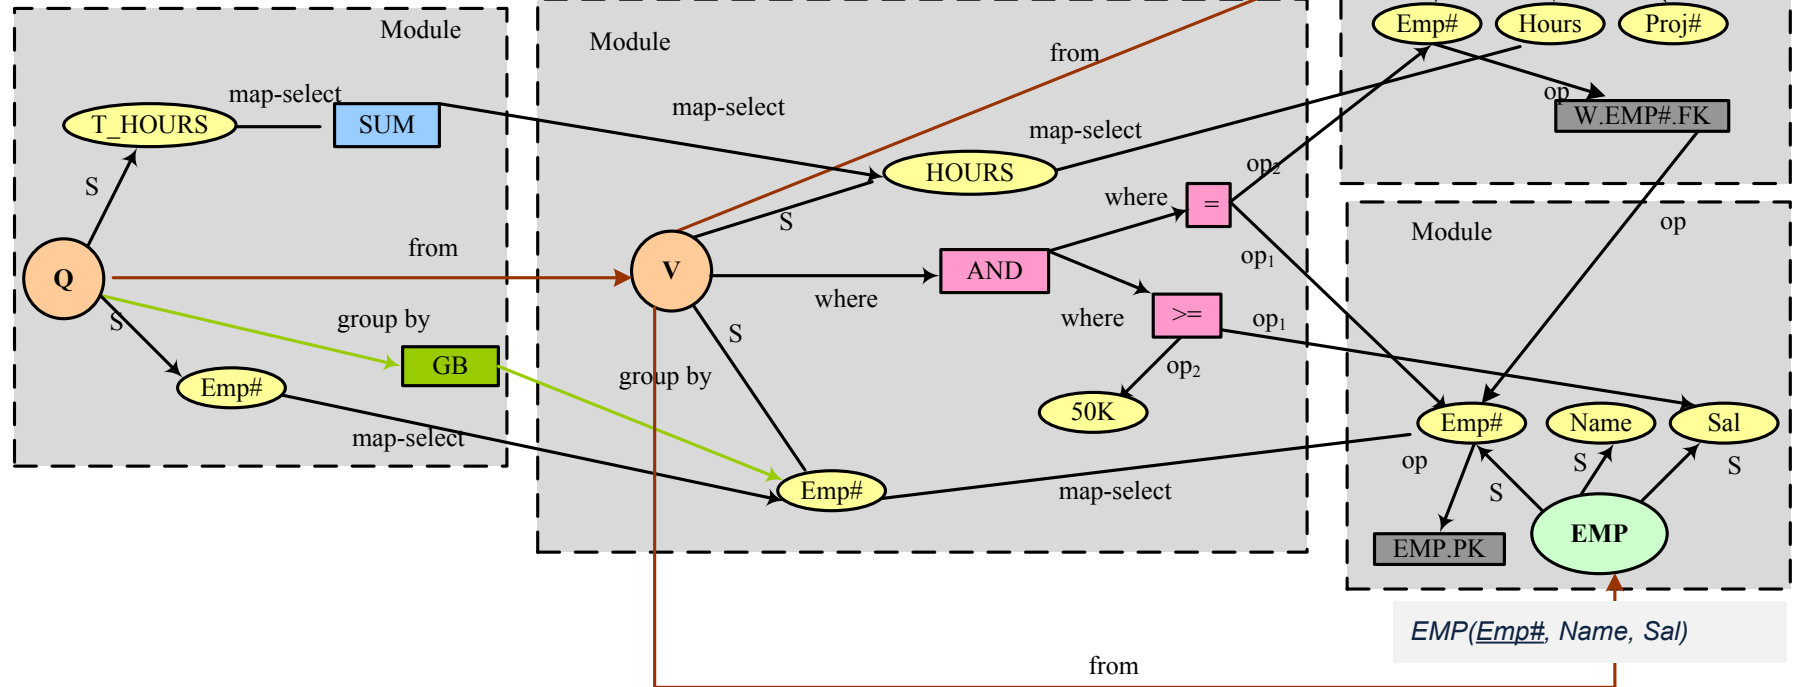 Module
map-select
T_HOURS
SUM
S
Q
from
S
group by
GB
Emp#
map-select
Module
from
map-select
map-select
HOURS
S
V
where
AND
where
=
op2
op1
where
>=
op1
op2
50K
S
group by
Emp#
map-select
from
Emp#
Hours
Proj#
op
W.EMP#.FK
op
Module
Emp#
Name
Sal
op
S
S
S
EMP.PK
EMP
EMP(Emp#, Name, Sal)